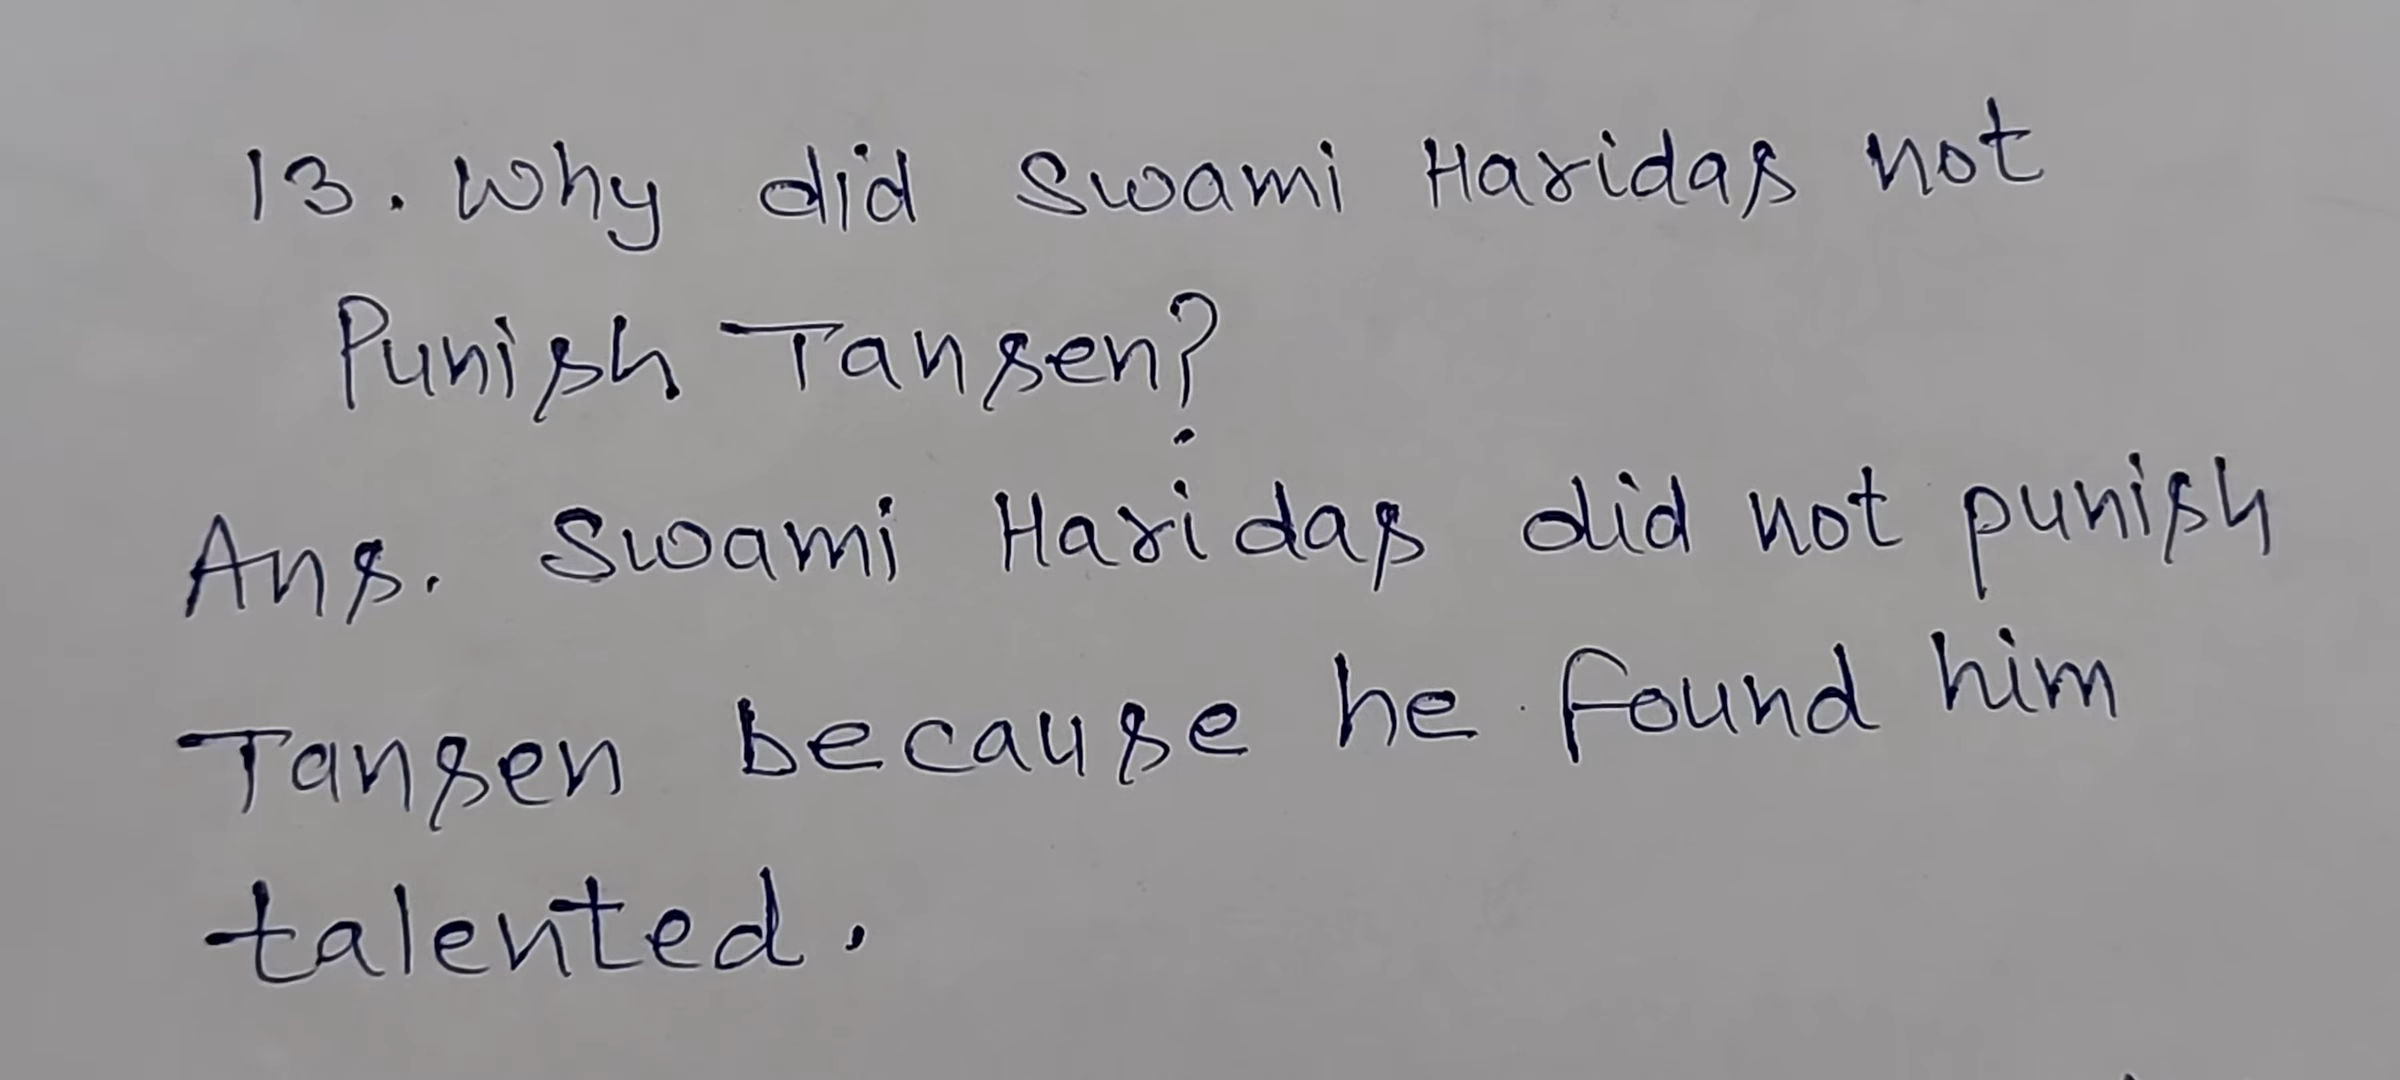 13. Why did Swami Haridas not
Punish Tansen?
Ans. Swami Haridas did not punish
Tansen because he found him
talented.